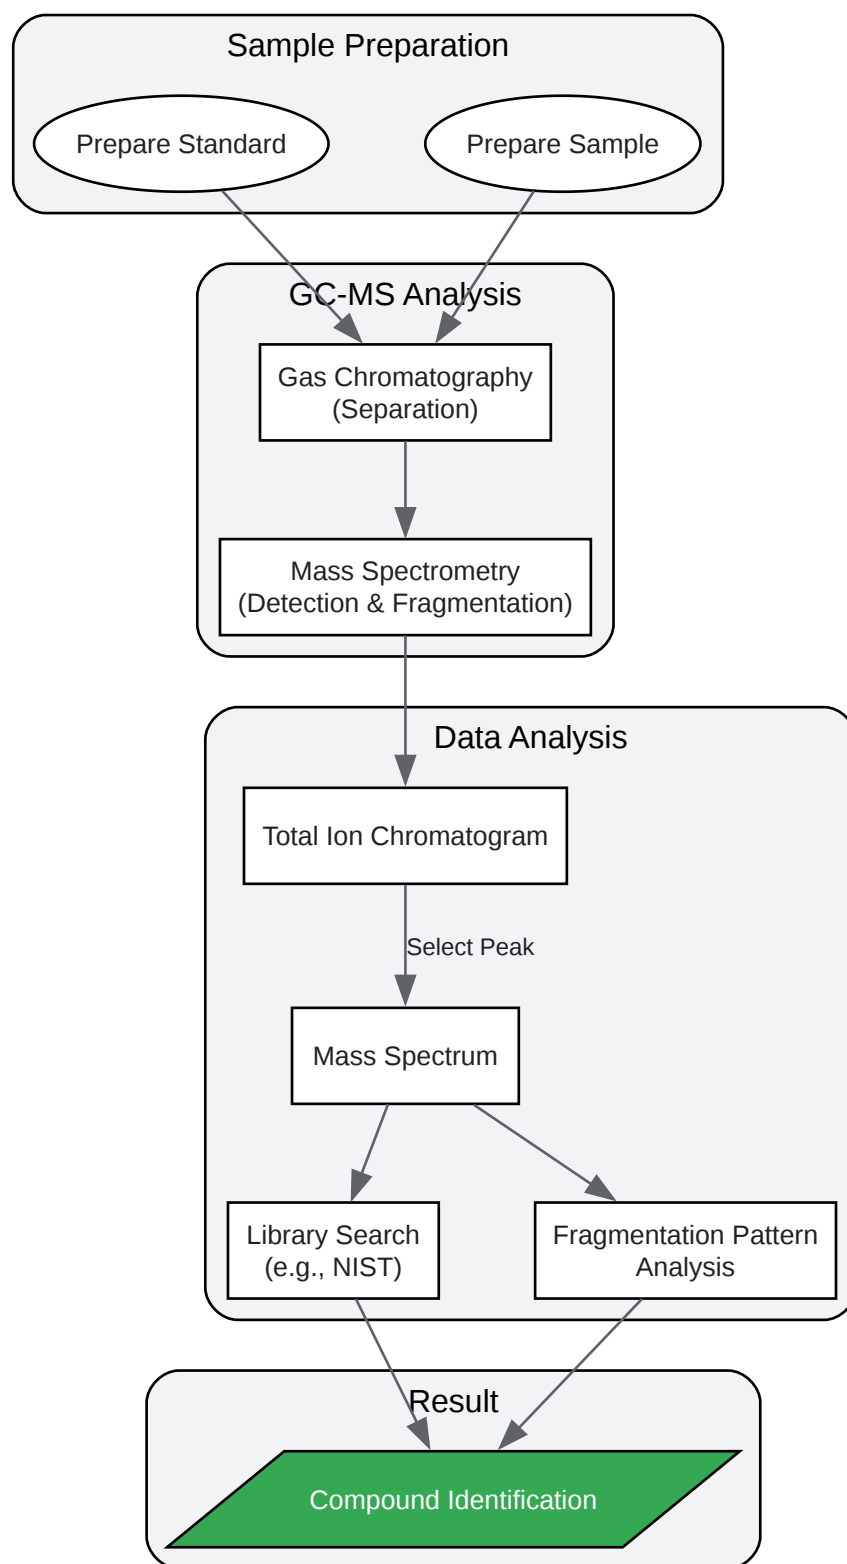 Sample Preparation
Prepare Standard
Prepare Sample
GC-MS Analysis
Gas Chromatography
(Separation)
Mass Spectrometry
(Detection & Fragmentation)
Data Analysis
Total Ion Chromatogram
Select Peak
Mass Spectrum
Library Search
(e.g., NIST)
Fragmentation Pattern
Analysis
Result
Compound Identification